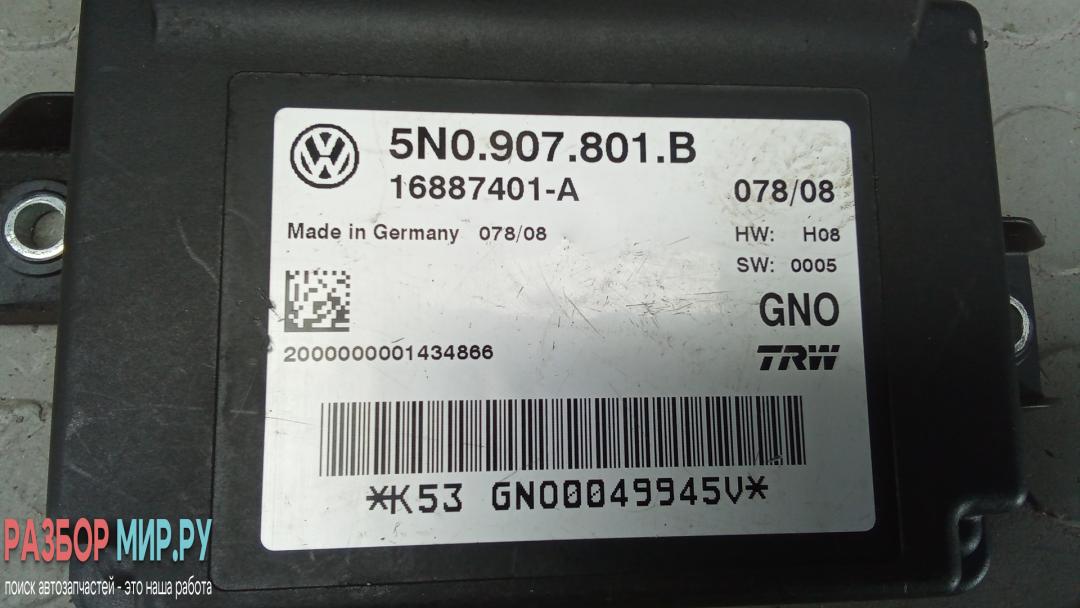 5N0.907.801.B
16887401-A 078/08
Made in Germany 078/08 HW: H08
SW: 0005
GNO
2000000001434866 TRW
*K53 GNO00049945V*
РАЗБОР МИР.РУ
поиск автозапчастей - это наша работа